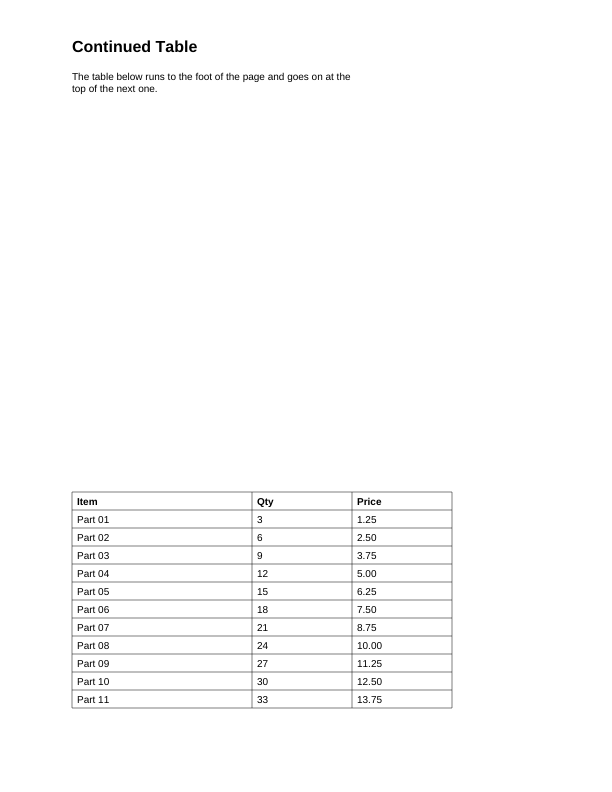 Continued Table
The table below runs to the foot of the page and goes on at the
top of the next one.
Item Qty Price
Part 01 3 1.25
Part 02 6 2.50
Part 03 9 3.75
Part 04 12 5.00
Part 05 15 6.25
Part 06 18 7.50
Part 07 21 8.75
Part 08 24 10.00
Part 09 27 11.25
Part 10 30 12.50
Part 11 33 13.75